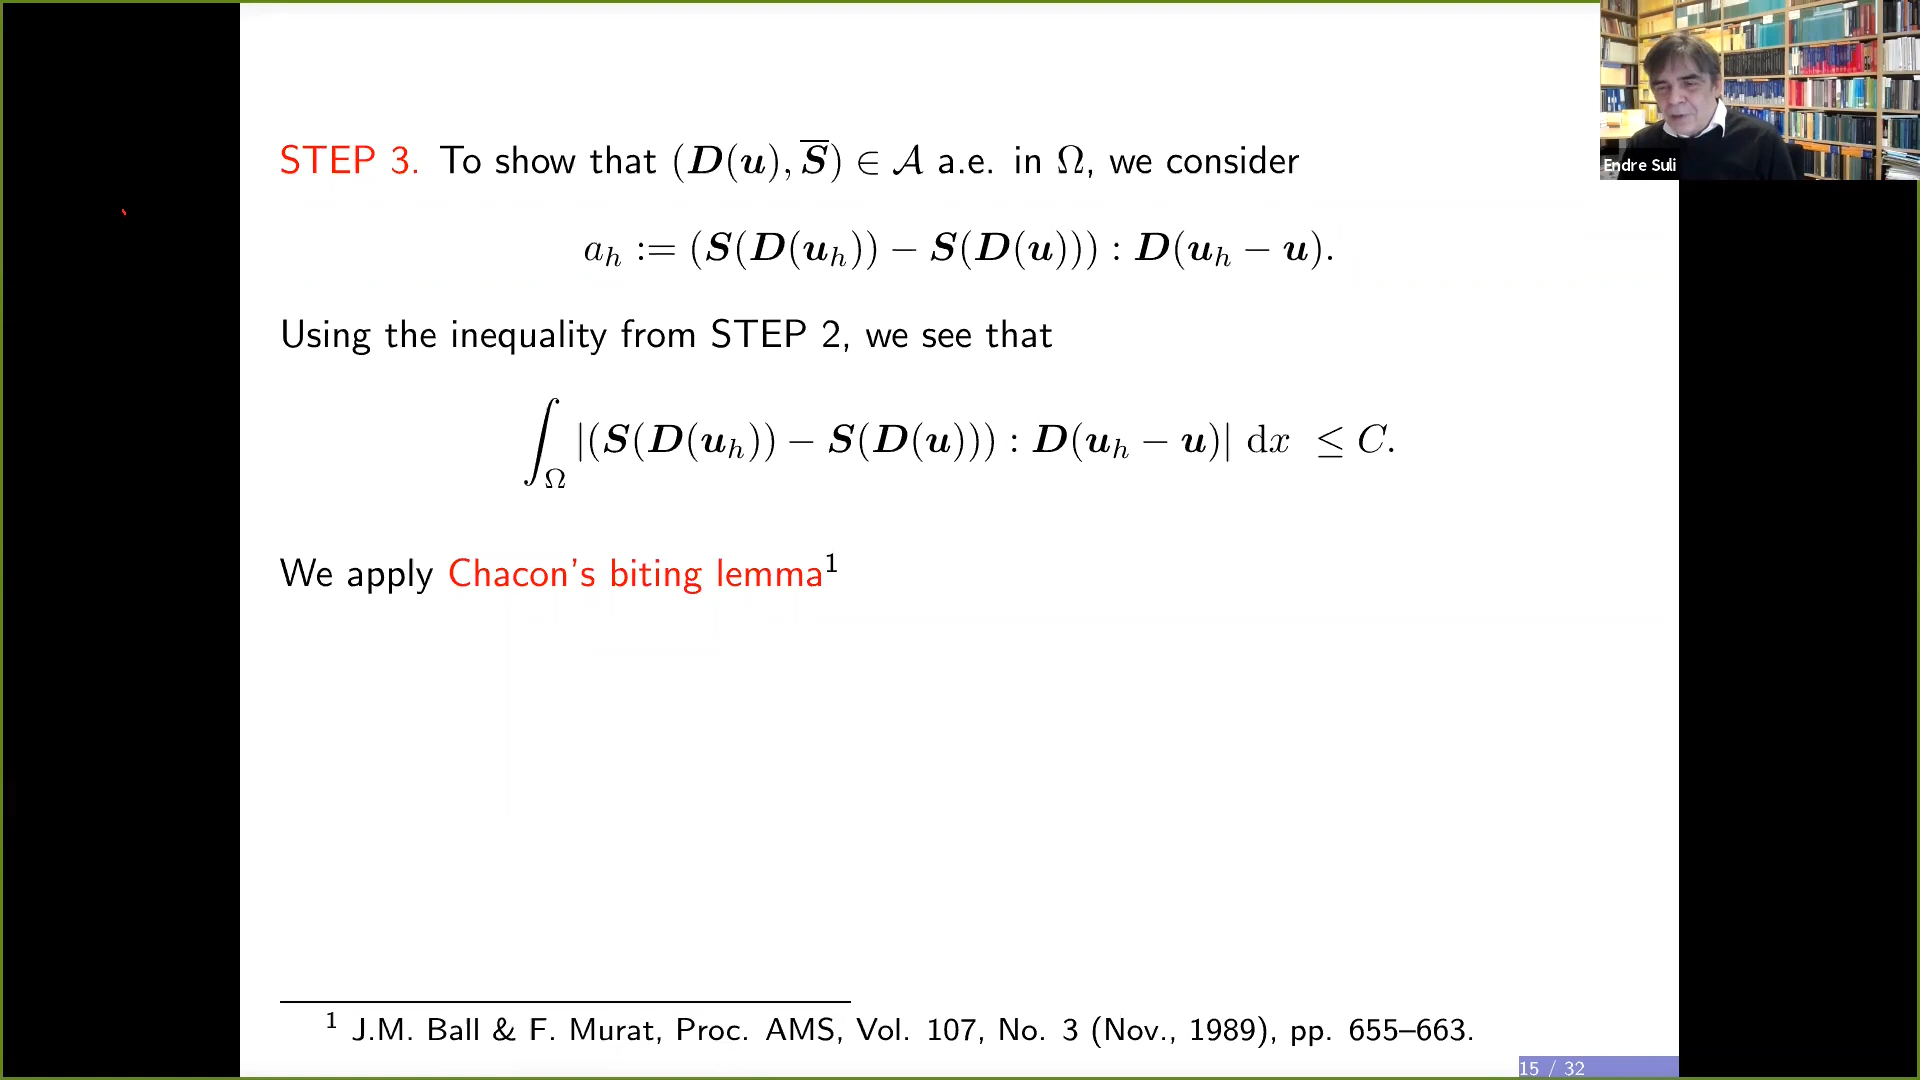 STEP 3. To show that (D(u), S̅) ∈ 𝒜 a.e. in Ω, we consider
a_h := (S(D(u_h)) − S(D(u))) : D(u_h − u).
Using the inequality from STEP 2, we see that
∫_Ω |(S(D(u_h)) − S(D(u))) : D(u_h − u)| dx ≤ C.
We apply Chacon's biting lemma¹
¹ J.M. Ball & F. Murat, Proc. AMS, Vol. 107, No. 3 (Nov., 1989), pp. 655–663.
15 / 32
Endre Suli